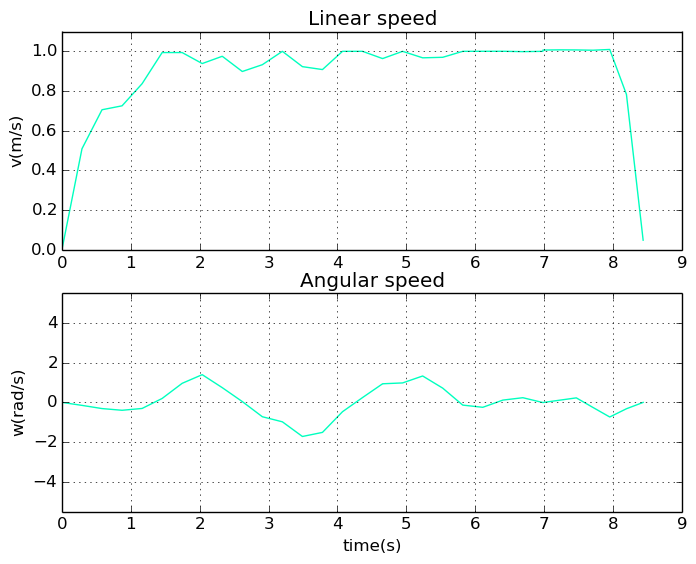 Linear speed
1.0
0.8
0.6
0.4
0.2
0.0
v(m/s)
0 1 2 3 4 5 6 7 8 9
Angular speed
4
2
0
−2
−4
w(rad/s)
0 1 2 3 4 5 6 7 8 9
time(s)